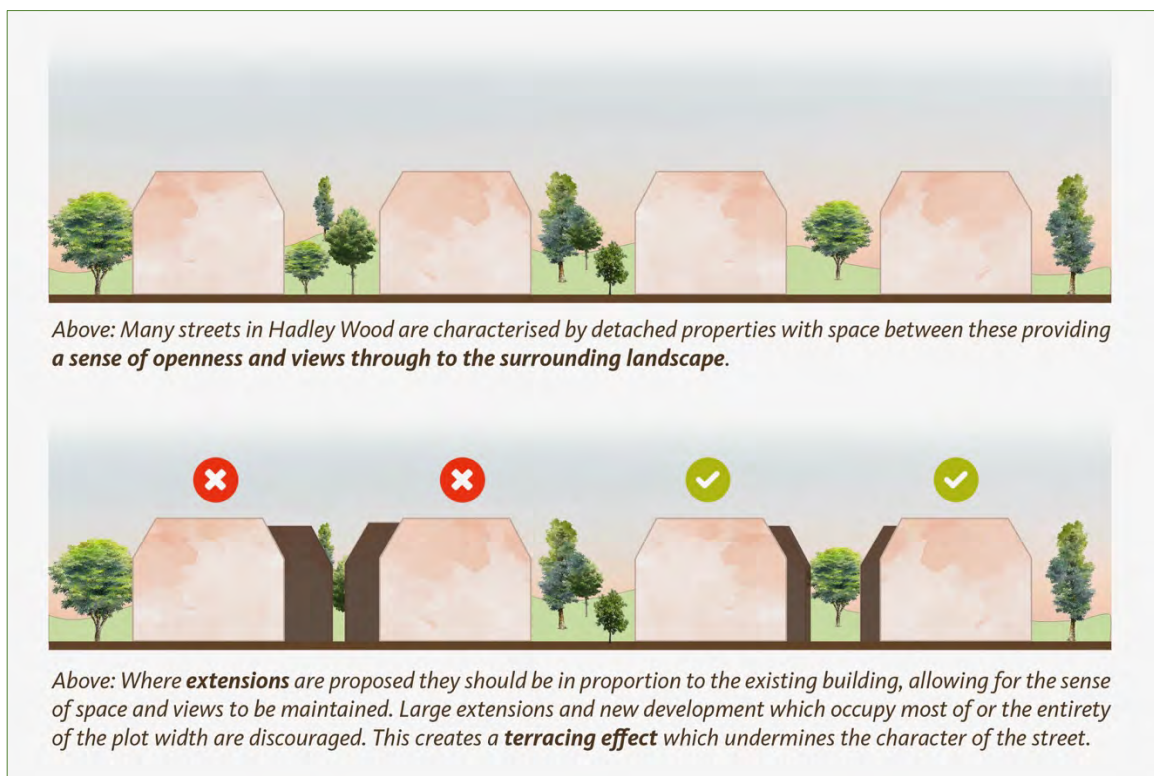 Above: Many streets in Hadley Wood are characterised by detached properties with space between these providing
a sense of openness and views through to the surrounding landscape.
Above: Where extensions are proposed they should be in proportion to the existing building, allowing for the sense
of space and views to be maintained. Large extensions and new development which occupy most of or the entirety
of the plot width are discouraged. This creates a terracing effect which undermines the character of the street.